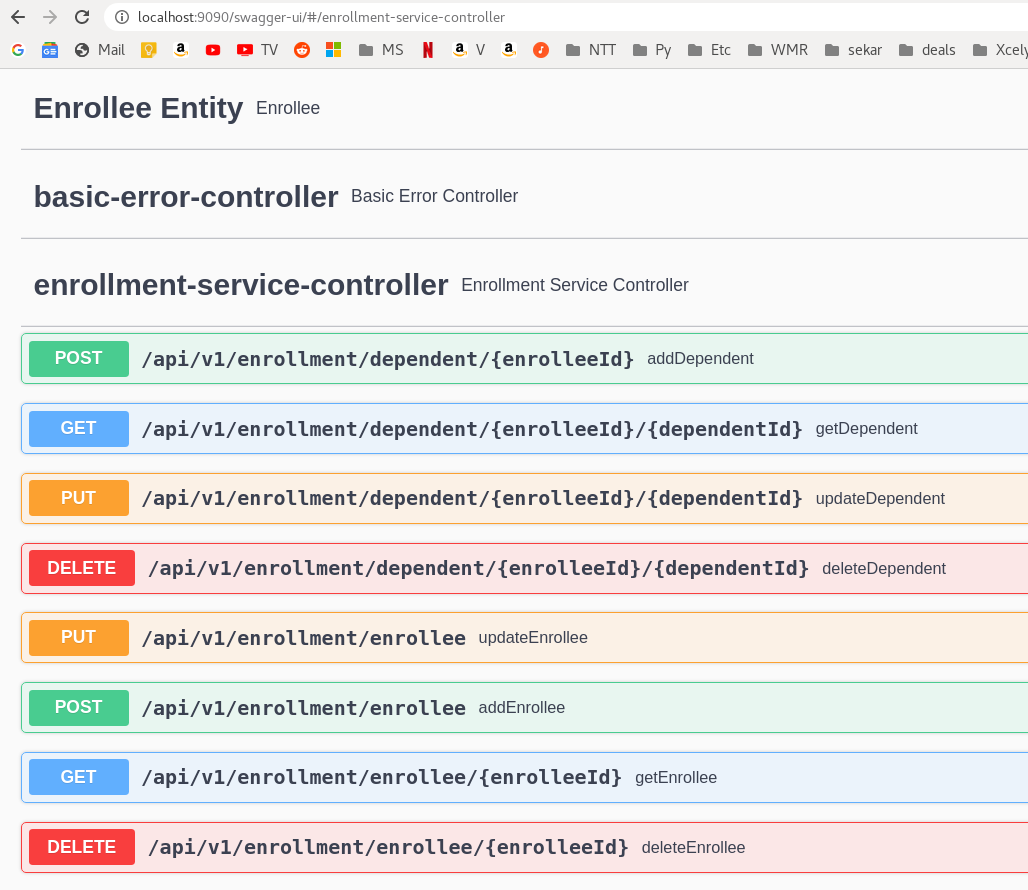 localhost:9090/swagger-ui/#/enrollment-service-controller
G Mail a TV MS N a V a NTT Py Etc WMR sekar deals Xcely
Enrollee Entity Enrollee
basic-error-controller Basic Error Controller
enrollment-service-controller Enrollment Service Controller
POST /api/v1/enrollment/dependent/{enrolleeId} addDependent
GET /api/v1/enrollment/dependent/{enrolleeId}/{dependentId} getDependent
PUT /api/v1/enrollment/dependent/{enrolleeId}/{dependentId} updateDependent
DELETE /api/v1/enrollment/dependent/{enrolleeId}/{dependentId} deleteDependent
PUT /api/v1/enrollment/enrollee updateEnrollee
POST /api/v1/enrollment/enrollee addEnrollee
GET /api/v1/enrollment/enrollee/{enrolleeId} getEnrollee
DELETE /api/v1/enrollment/enrollee/{enrolleeId} deleteEnrollee